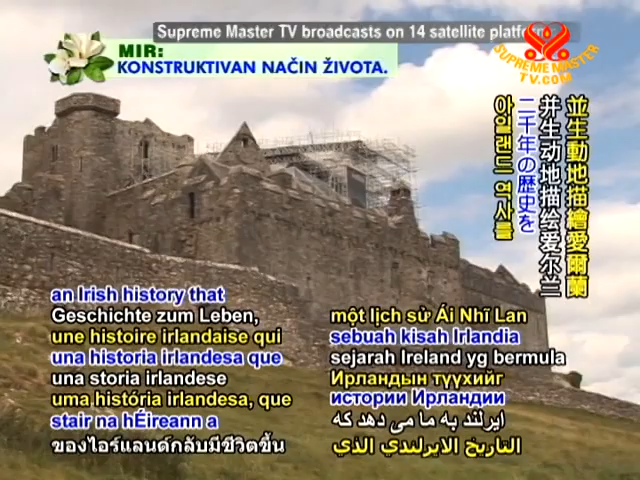 Supreme Master TV broadcasts on 14 satellite platform
SUPREME MASTER
TV.COM
MIR:
KONSTRUKTIVAN NAČIN ŽIVOTA.
並生動地描繪愛爾蘭
并生动地描绘爱尔兰
二千年の歴史を
아일랜드 역사를
an Irish history that
Geschichte zum Leben,
une histoire irlandaise qui
una historia irlandesa que
una storia irlandese
uma história irlandesa, que
stair na hÉireann a
ของไอร์แลนด์กลับมีชีวิตขึ้น
một lịch sử Ái Nhĩ Lan
sebuah kisah Irlandia
sejarah Ireland yg bermula
Ирландын түүхийг
истории Ирландии
ایرلند به ما می دهد که
التاريخ الايرلندي الذي